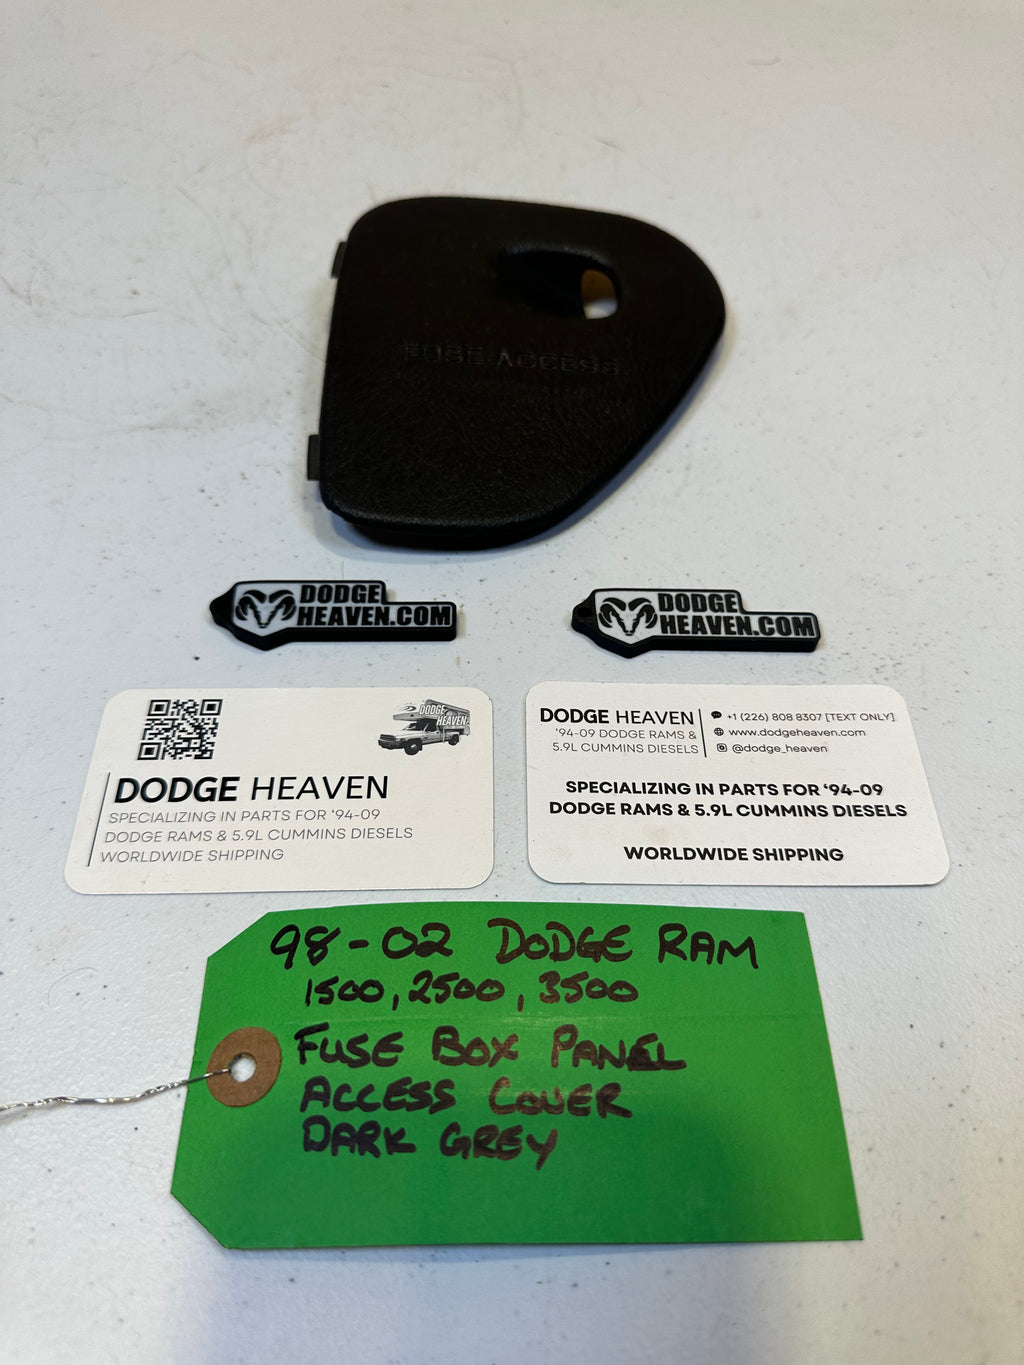 FUSE ACCESS
DODGE
HEAVEN.COM
DODGE
HEAVEN.COM
DODGE
HEAVEN
DODGE HEAVEN
SPECIALIZING IN PARTS FOR '94-09
DODGE RAMS & 5.9L CUMMINS DIESELS
WORLDWIDE SHIPPING
DODGE HEAVEN
'94-09 DODGE RAMS &
5.9L CUMMINS DIESELS
+1 (226) 808 8307 [TEXT ONLY]
www.dodgeheaven.com
@dodge_heaven
SPECIALIZING IN PARTS FOR '94-09
DODGE RAMS & 5.9L CUMMINS DIESELS
WORLDWIDE SHIPPING
98-02 DODGE RAM
1500, 2500, 3500
FUSE BOX PANEL
ACCESS COVER
DARK GREY